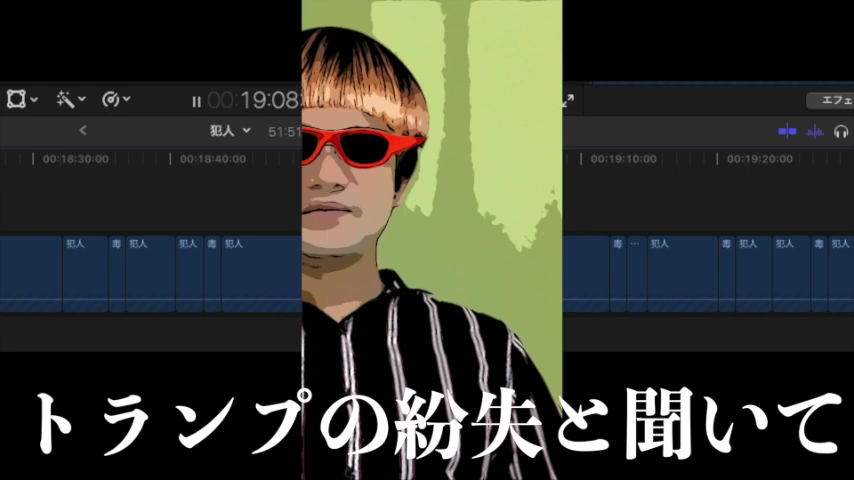 00:19:08
エフェ
犯人
51:51
00:18:30:00
00:18:40:00
00:19:10:00
00:19:20:00
犯人
毒
犯人
犯人
毒
犯人
毒
…
犯人
毒
犯人
犯人
毒
犯人
トランプの紛失と聞いて